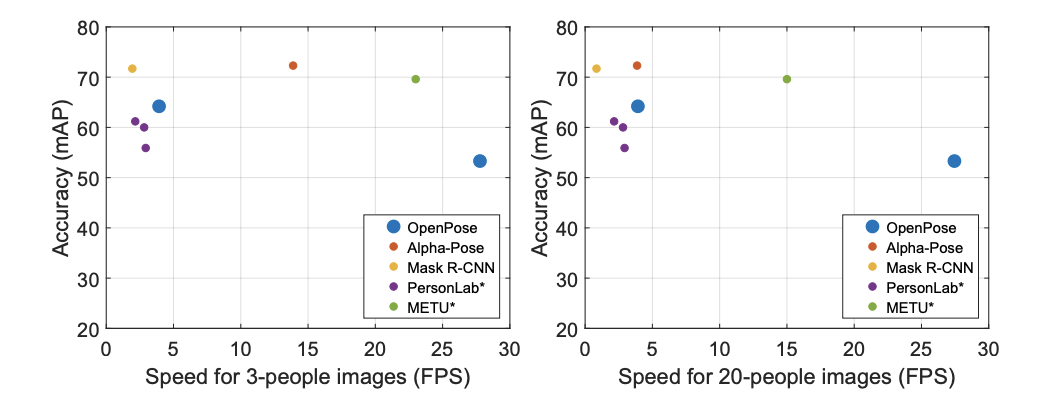 80
70
60
50
40
30
20
Accuracy (mAP)
0 5 10 15 20 25 30
Speed for 3-people images (FPS)
OpenPose
Alpha-Pose
Mask R-CNN
PersonLab*
METU*
80
70
60
50
40
30
20
Accuracy (mAP)
0 5 10 15 20 25 30
Speed for 20-people images (FPS)
OpenPose
Alpha-Pose
Mask R-CNN
PersonLab*
METU*